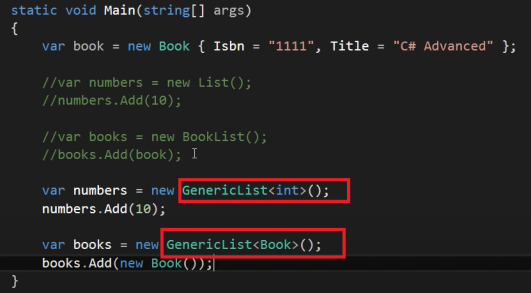 static void Main(string[] args)
{
var book = new Book { Isbn = "1111", Title = "C# Advanced" };
//var numbers = new List();
//numbers.Add(10);
//var books = new BookList();
//books.Add(book);
var numbers = new GenericList<int>();
numbers.Add(10);
var books = new GenericList<Book>();
books.Add(new Book());
}